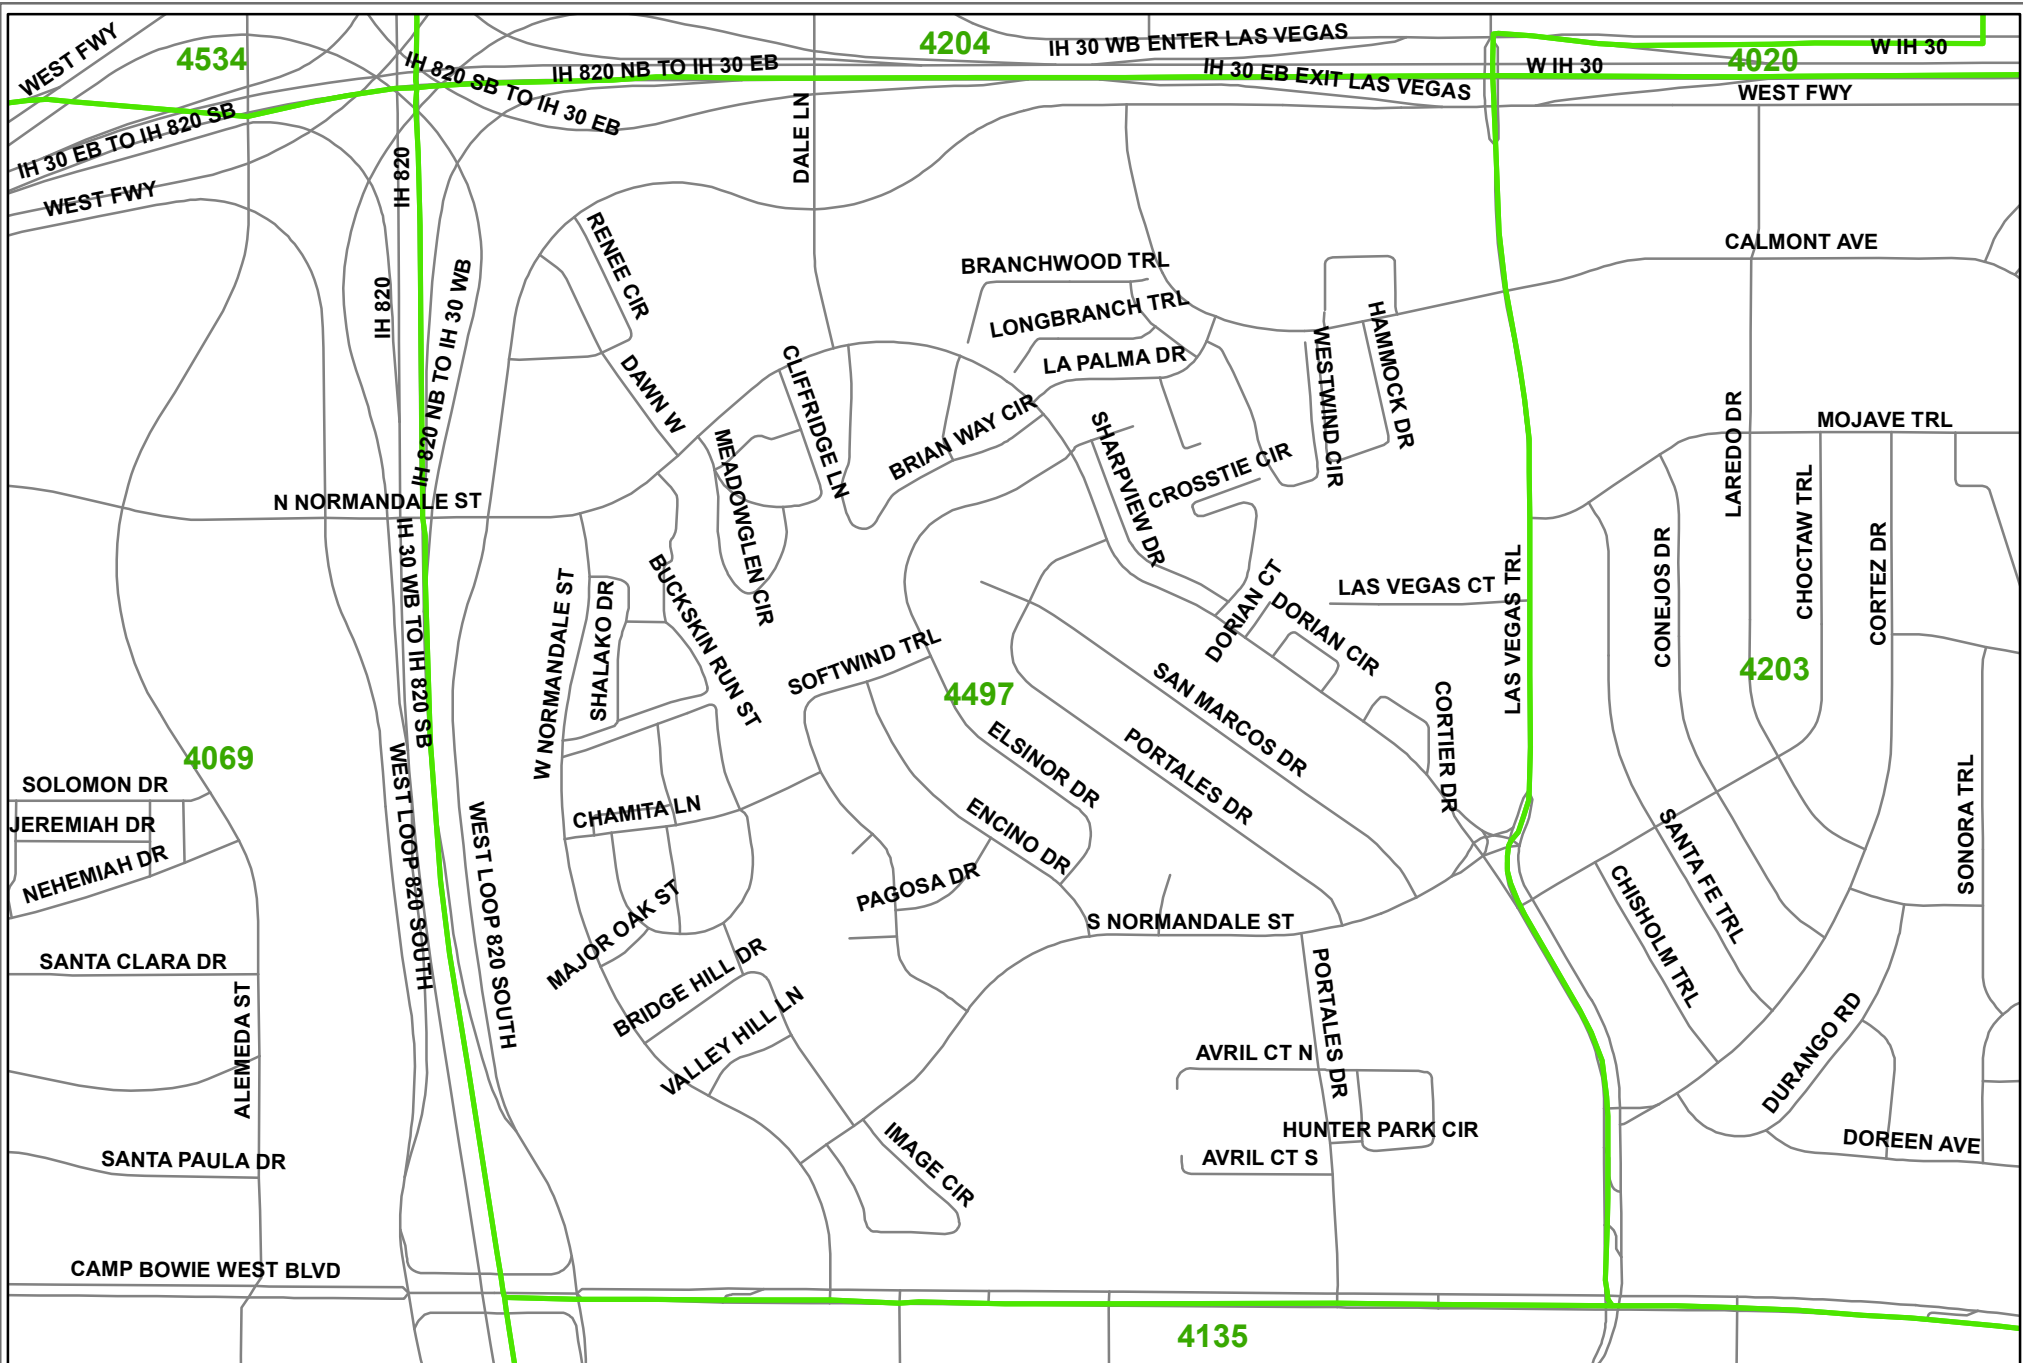 WEST FWY
4534
IH 820 SB TO IH 30 EB
IH 820 NB TO IH 30 EB
4204
IH 30 WB ENTER LAS VEGAS
IH 30 EB EXIT LAS VEGAS
W IH 30
4020
W IH 30
WEST FWY
IH 30 EB TO IH 820 SB
WEST FWY
IH 820
DALE LN
RENEE CIR
IH 820
IH 820 NB TO IH 30 WB
BRANCHWOOD TRL
LONGBRANCH TRL
LA PALMA DR
CALMONT AVE
WESTWIND CIR
HAMMOCK DR
DAWN W
CLIFFRIDGE LN
BRIAN WAY CIR
MEADOWGLEN CIR
SHARPVIEW DR
CROSSTIE CIR
LAREDO DR
MOJAVE TRL
N NORMANDALE ST
IH 30 WB TO IH 820 SB
W NORMANDALE ST
SHALAKO DR
BUCKSKIN RUN ST
SOFTWIND TRL
4497
DORIAN CT
DORIAN CIR
LAS VEGAS CT
LAS VEGAS TRL
CONEJOS DR
CHOCTAW TRL
CORTEZ DR
4203
SAN MARCOS DR
PORTALES DR
CORTIER DR
ELSINOR DR
ENCINO DR
4069
SOLOMON DR
JEREMIAH DR
NEHEMIAH DR
WEST LOOP 820 SOUTH
WEST LOOP 820 SOUTH
CHAMITA LN
PAGOSA DR
SONORA TRL
SANTA FE TRL
CHISHOLM TRL
MAJOR OAK ST
BRIDGE HILL DR
VALLEY HILL LN
S NORMANDALE ST
SANTA CLARA DR
ALEMEDA ST
PORTALES DR
AVRIL CT N
HUNTER PARK CIR
AVRIL CT S
DURANGO RD
DOREEN AVE
SANTA PAULA DR
IMAGE CIR
CAMP BOWIE WEST BLVD
4135